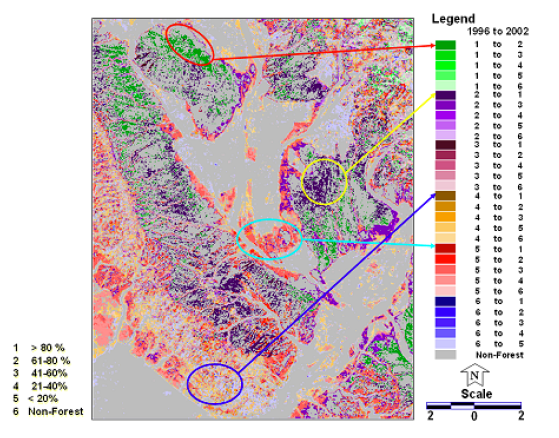 Legend
1996 to 2002
1 to 2
1 to 3
1 to 4
1 to 5
1 to 6
2 to 1
2 to 3
2 to 4
2 to 5
2 to 6
3 to 1
3 to 2
3 to 4
3 to 5
3 to 6
4 to 1
4 to 2
4 to 3
4 to 5
4 to 6
5 to 1
5 to 2
5 to 3
5 to 4
5 to 6
6 to 1
6 to 2
6 to 3
6 to 4
6 to 5
Non-Forest
N
Scale
2 0 2
1 > 80 %
2 61-80 %
3 41-60%
4 21-40%
5 < 20%
6 Non-Forest